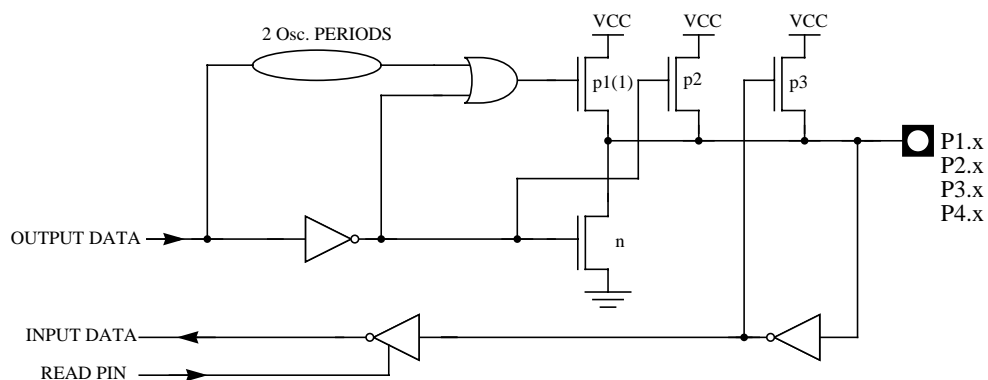 VCC VCC VCC
2 Osc. PERIODS
p1(1) p2 p3
P1.x
P2.x
P3.x
P4.x
OUTPUT DATA
n
INPUT DATA
READ PIN